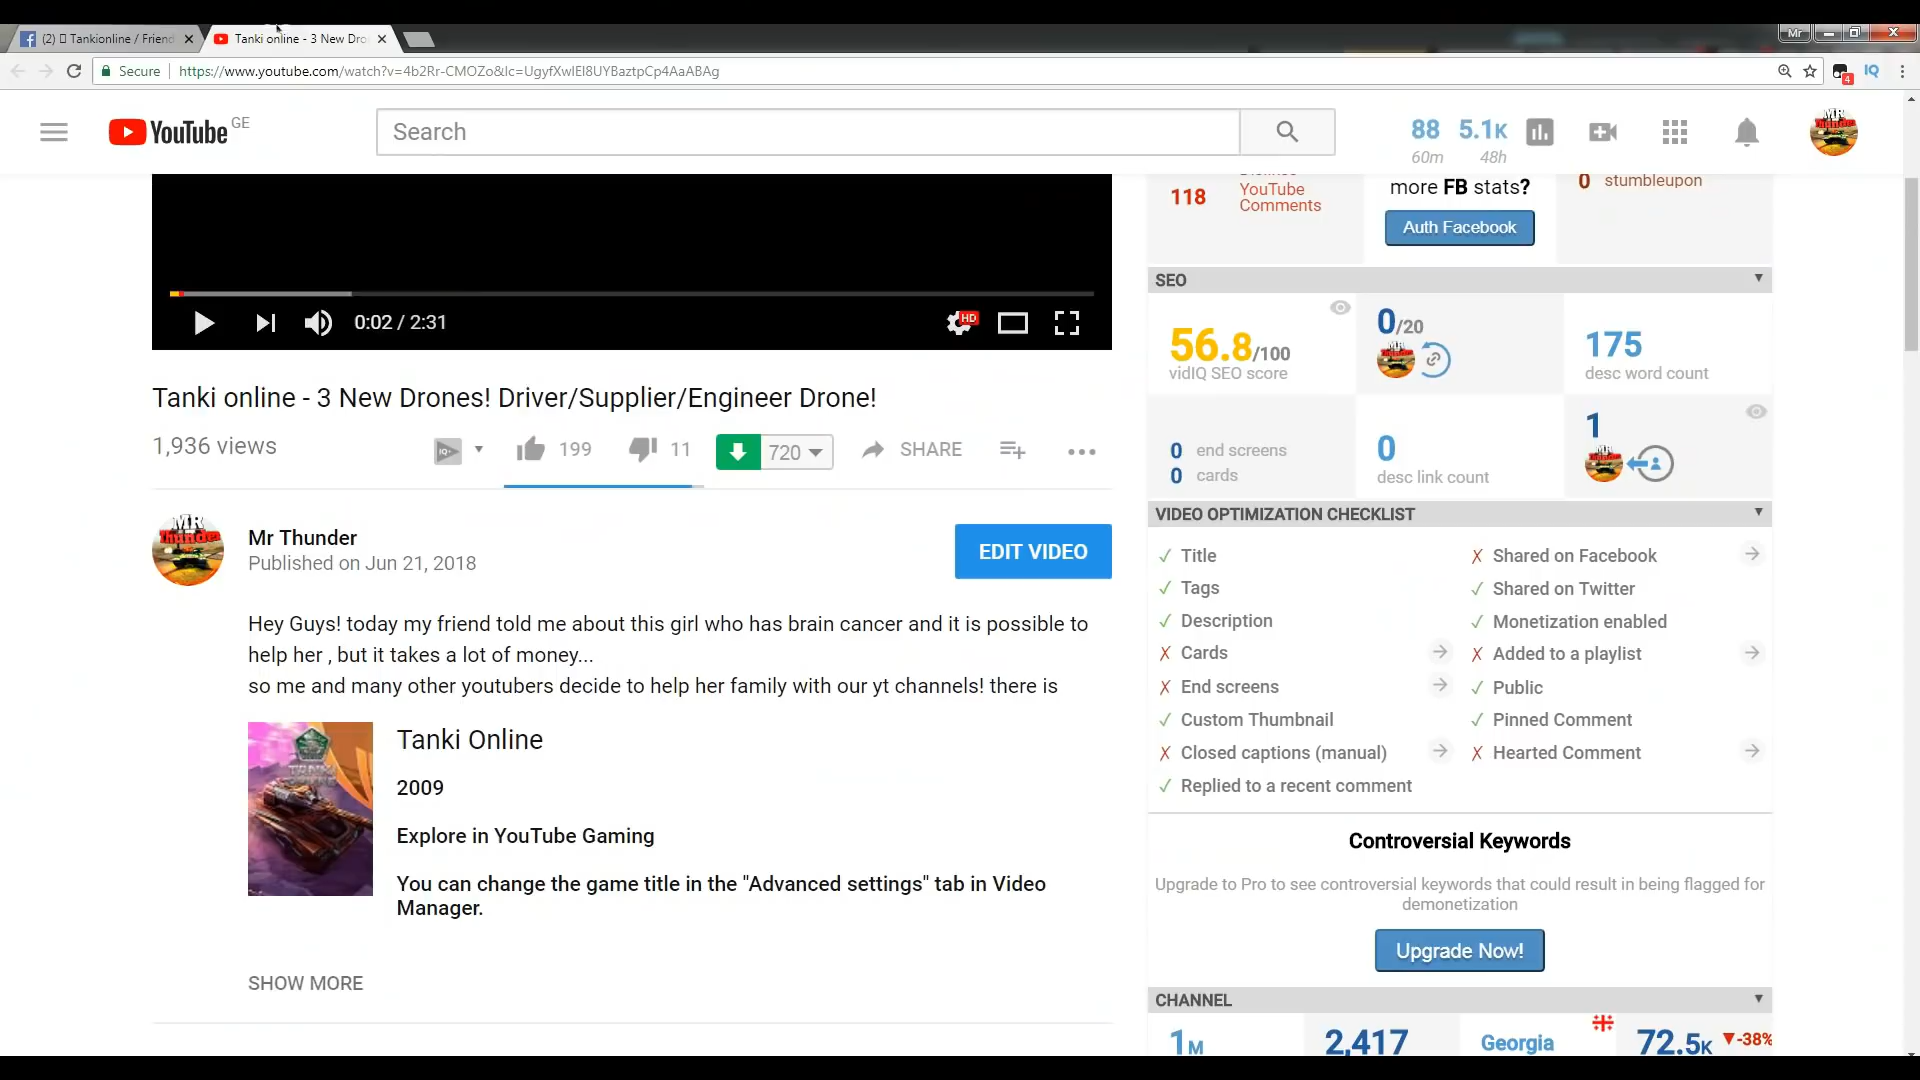 (2) Tankionline / Friend
Tanki online - 3 New Dro
Mr
Secure
https://www.youtube.com/watch?v=4b2Rr-CMOZo&lc=UgyfXwIEI8UYBaztpCp4AaABAg
4
IQ
YouTube GE
Search
88
60m
5.1K
48h
MR Thunder
118
YouTube Comments
more FB stats?
Auth Facebook
0 stumbleupon
0:02 / 2:31
HD
SEO
56.8/100
vidIQ SEO score
0/20
175
desc word count
0 end screens
0 cards
0
desc link count
1
Tanki online - 3 New Drones! Driver/Supplier/Engineer Drone!
1,936 views
IQ
199
11
720
SHARE
MR Thunder
Mr Thunder
Published on Jun 21, 2018
EDIT VIDEO
Hey Guys! today my friend told me about this girl who has brain cancer and it is possible to
help her , but it takes a lot of money...
so me and many other youtubers decide to help her family with our yt channels! there is
Tanki Online
2009
Explore in YouTube Gaming
You can change the game title in the "Advanced settings" tab in Video
Manager.
SHOW MORE
VIDEO OPTIMIZATION CHECKLIST
Title
Tags
Description
Cards
End screens
Custom Thumbnail
Closed captions (manual)
Replied to a recent comment
Shared on Facebook
Shared on Twitter
Monetization enabled
Added to a playlist
Public
Pinned Comment
Hearted Comment
Controversial Keywords
Upgrade to Pro to see controversial keywords that could result in being flagged for
demonetization
Upgrade Now!
CHANNEL
1M
2,417
Georgia
72.5K
-38%